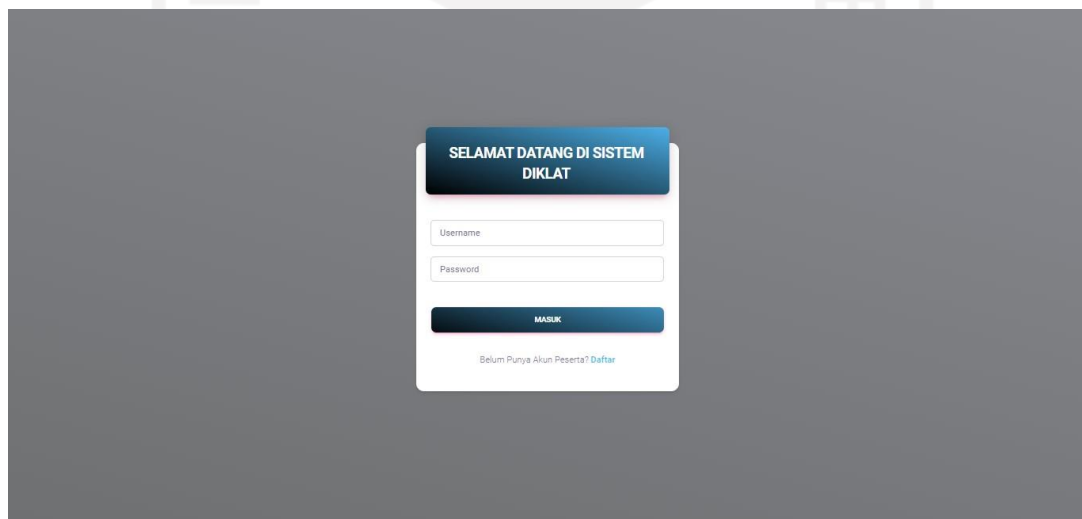 SELAMAT DATANG DI SISTEM
DIKLAT
Username
Password
MASUK
Belum Punya Akun Peserta? Daftar